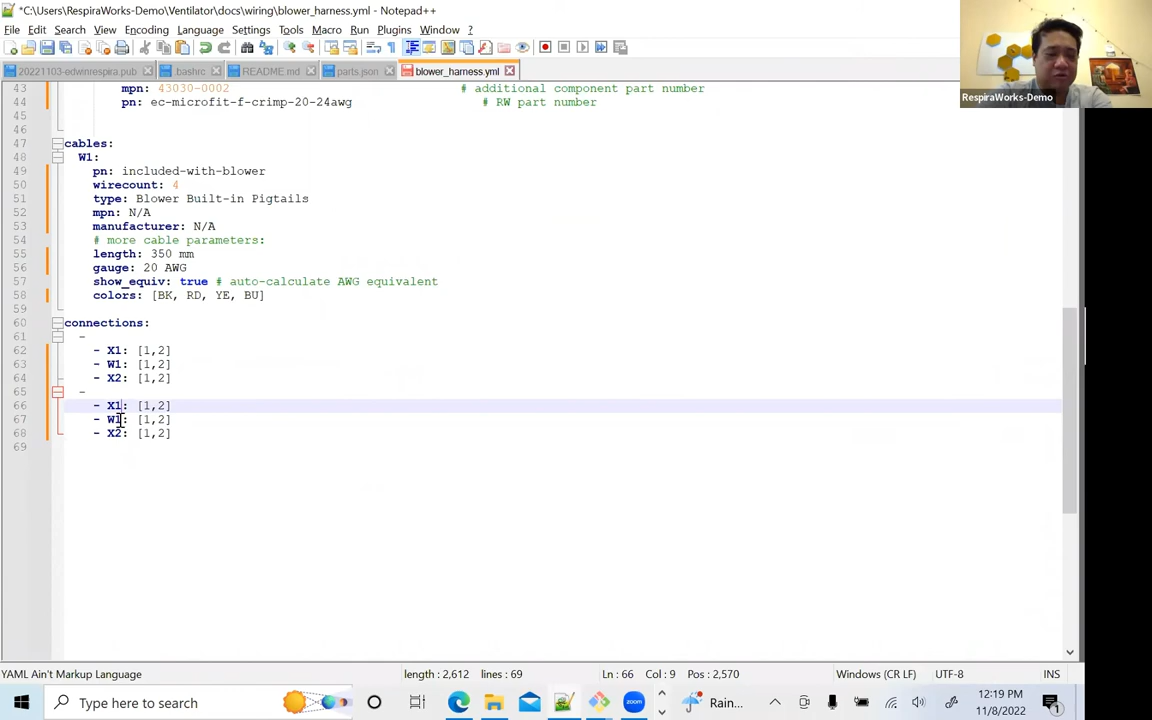 *C:\Users\RespiraWorks-Demo\Ventilator\docs\wiring\blower_harness.yml - Notepad++
File Edit Search View Encoding Language Settings Tools Macro Run Plugins Window ?
20221103-edwinrespira.pub .bashrc README.md parts.json blower_harness.yml
RespiraWorks-Demo
43 mpn: 43030-0002 # additional component part number
44 pn: ec-microfit-f-crimp-20-24awg # RW part number
45
46
47 cables:
48 W1:
49 pn: included-with-blower
50 wirecount: 4
51 type: Blower Built-in Pigtails
52 mpn: N/A
53 manufacturer: N/A
54 # more cable parameters:
55 length: 350 mm
56 gauge: 20 AWG
57 show_equiv: true # auto-calculate AWG equivalent
58 colors: [BK, RD, YE, BU]
59
60 connections:
61 -
62 - X1: [1,2]
63 - W1: [1,2]
64 - X2: [1,2]
65 -
66 - X1: [1,2]
67 - W1: [1,2]
68 - X2: [1,2]
69
YAML Ain't Markup Language length : 2,612 lines : 69 Ln : 66 Col : 9 Pos : 2,570 Windows (CR LF) UTF-8 INS
Type here to search Rain... 12:19 PM
11/8/2022
1